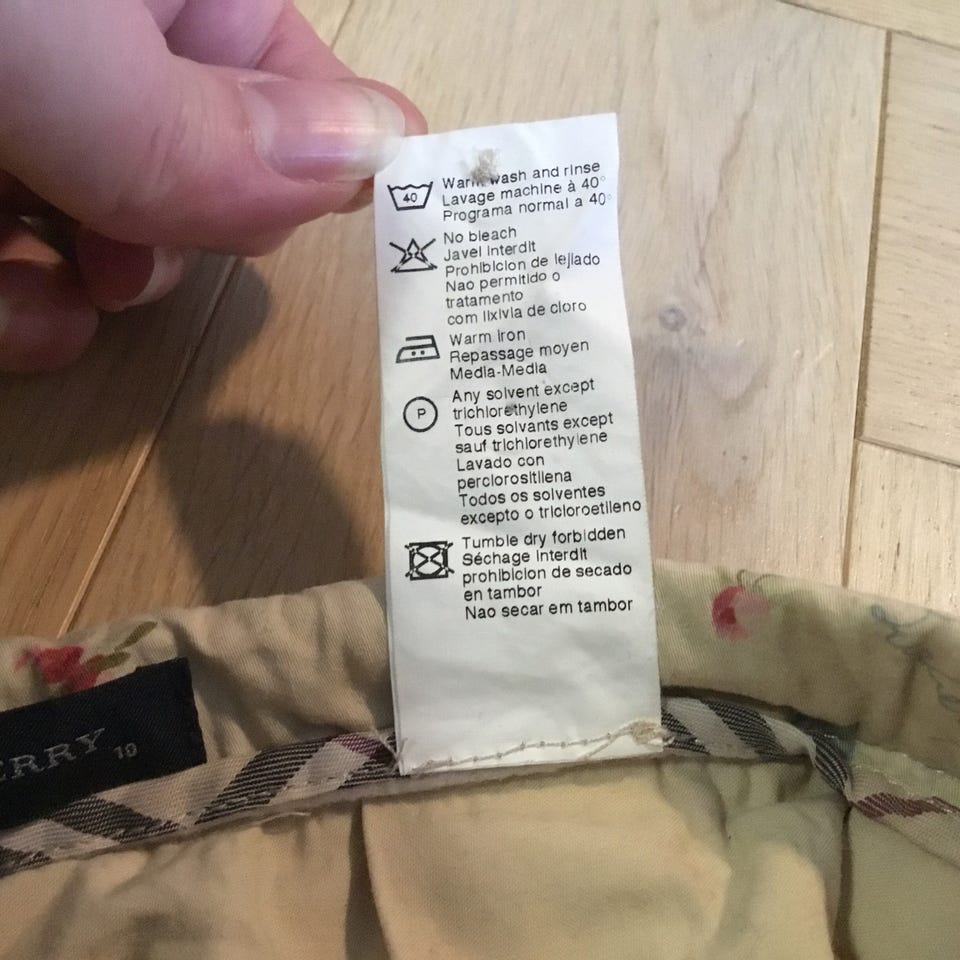 40
Warm wash and rinse
Lavage machine à 40°
Programa normal a 40°
No bleach
Javel Interdit
Prohibicion de lejiado
Nao permitido o
tratamento
com lixivia de cloro
Warm iron
Repassage moyen
Media-Media
P
Any solvent except
trichlorethylene
Tous solvants except
sauf trichlorethylene
Lavado con
perclorositilena
Todos os solventes
excepto o tricloroetileno
Tumble dry forbidden
Séchage Interdit
prohibicion de secado
en tambor
Nao secar em tambor
ERRY 10